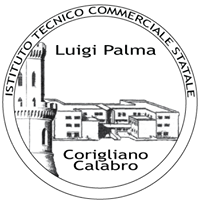 ISTITUTO TECNICO COMMERCIALE STATALE
Luigi Palma
Corigliano
Calabro